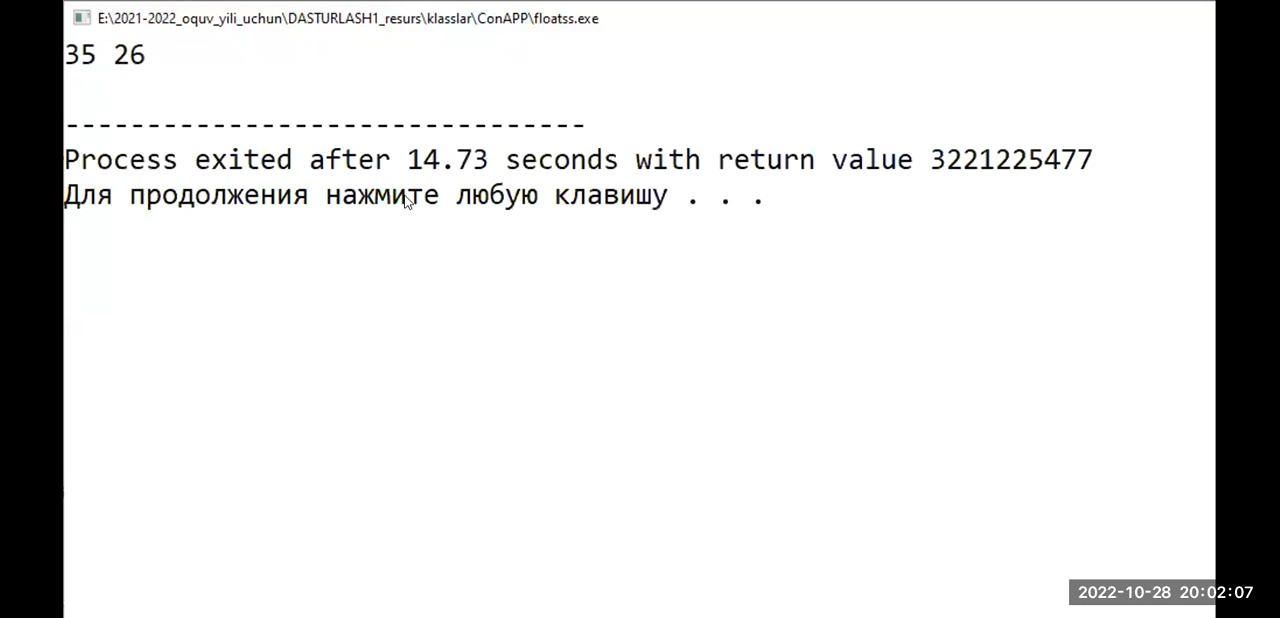 E:\2021-2022_oquv_yili_uchun\DASTURLASH1_resurs\klasslar\ConAPP\floatss.exe
35 26
--------------------------------
Process exited after 14.73 seconds with return value 3221225477
Для продолжения нажмите любую клавишу . . .
2022-10-28 20:02:07